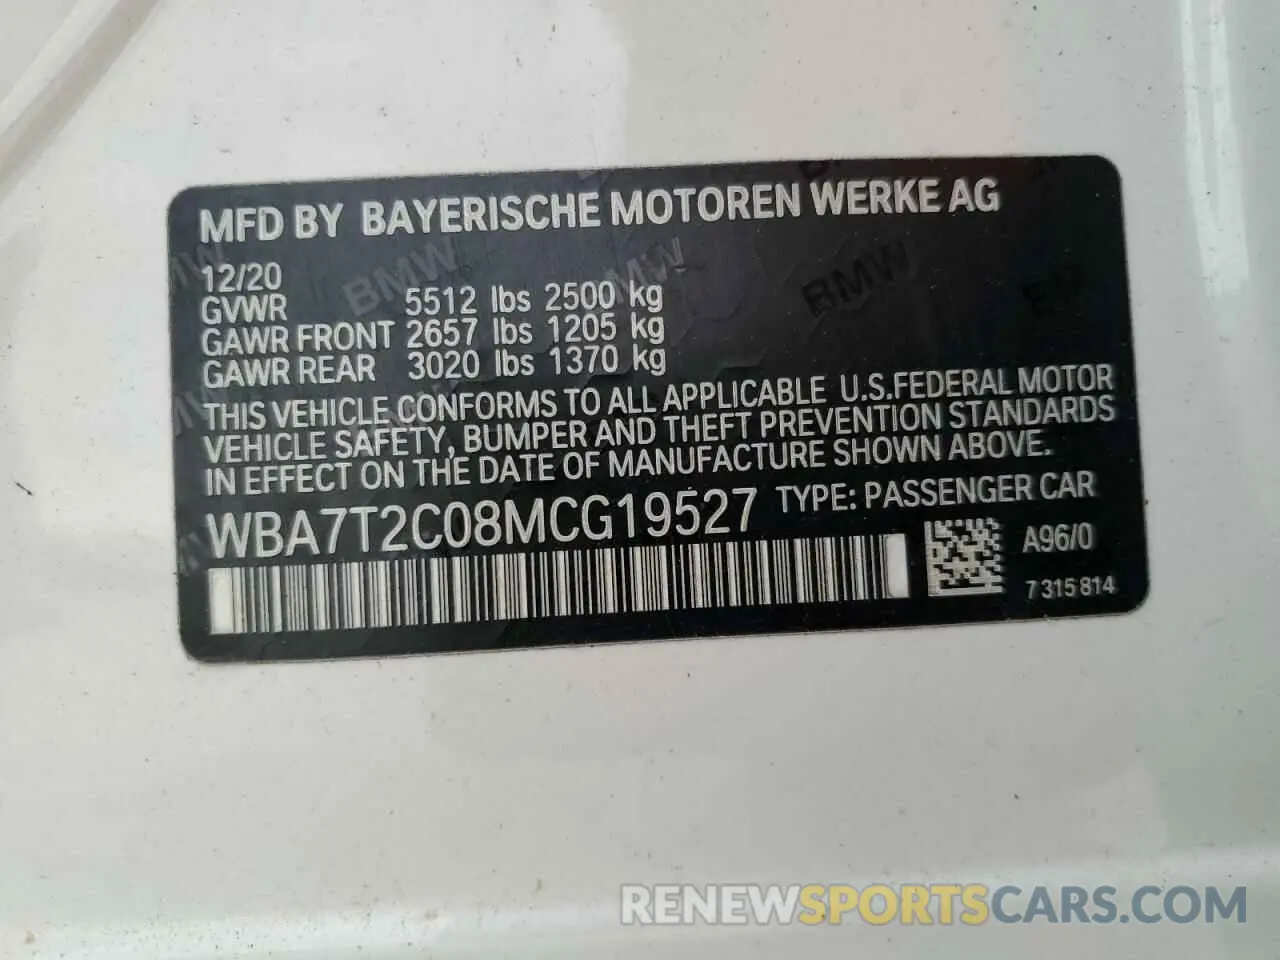 MFD BY BAYERISCHE MOTOREN WERKE AG
12/20
GVWR 5512 lbs 2500 kg
GAWR FRONT 2657 lbs 1205 kg
GAWR REAR 3020 lbs 1370 kg
THIS VEHICLE CONFORMS TO ALL APPLICABLE U.S.FEDERAL MOTOR
VEHICLE SAFETY, BUMPER AND THEFT PREVENTION STANDARDS
IN EFFECT ON THE DATE OF MANUFACTURE SHOWN ABOVE.
WBA7T2C08MCG19527 TYPE: PASSENGER CAR
A96/0
7 315 814
BMW
BMW
BMW
RENEWSPORTSCARS.COM